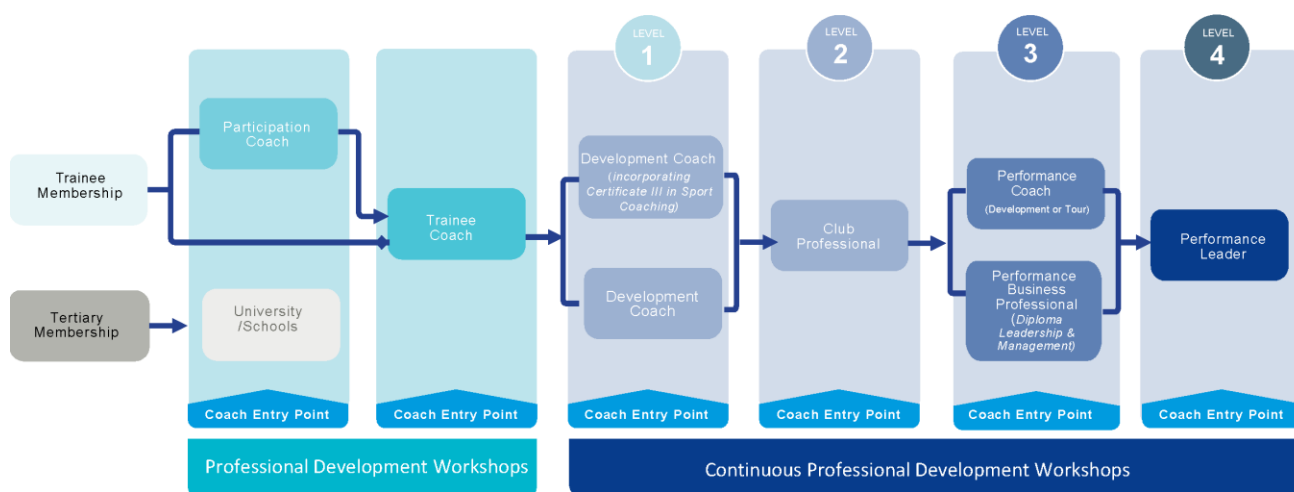 LEVEL
1
LEVEL
2
LEVEL
3
LEVEL
4
Trainee
Membership
Participation
Coach
Trainee
Coach
Development Coach
(incorporating
Certificate III in Sport
Coaching)
Club
Professional
Performance
Coach
(Development or Tour)
Performance
Leader
Tertiary
Membership
University
/Schools
Development
Coach
Performance
Business
Professional
(Diploma
Leadership &
Management)
Coach Entry Point
Coach Entry Point
Coach Entry Point
Coach Entry Point
Coach Entry Point
Coach Entry Point
Professional Development Workshops
Continuous Professional Development Workshops